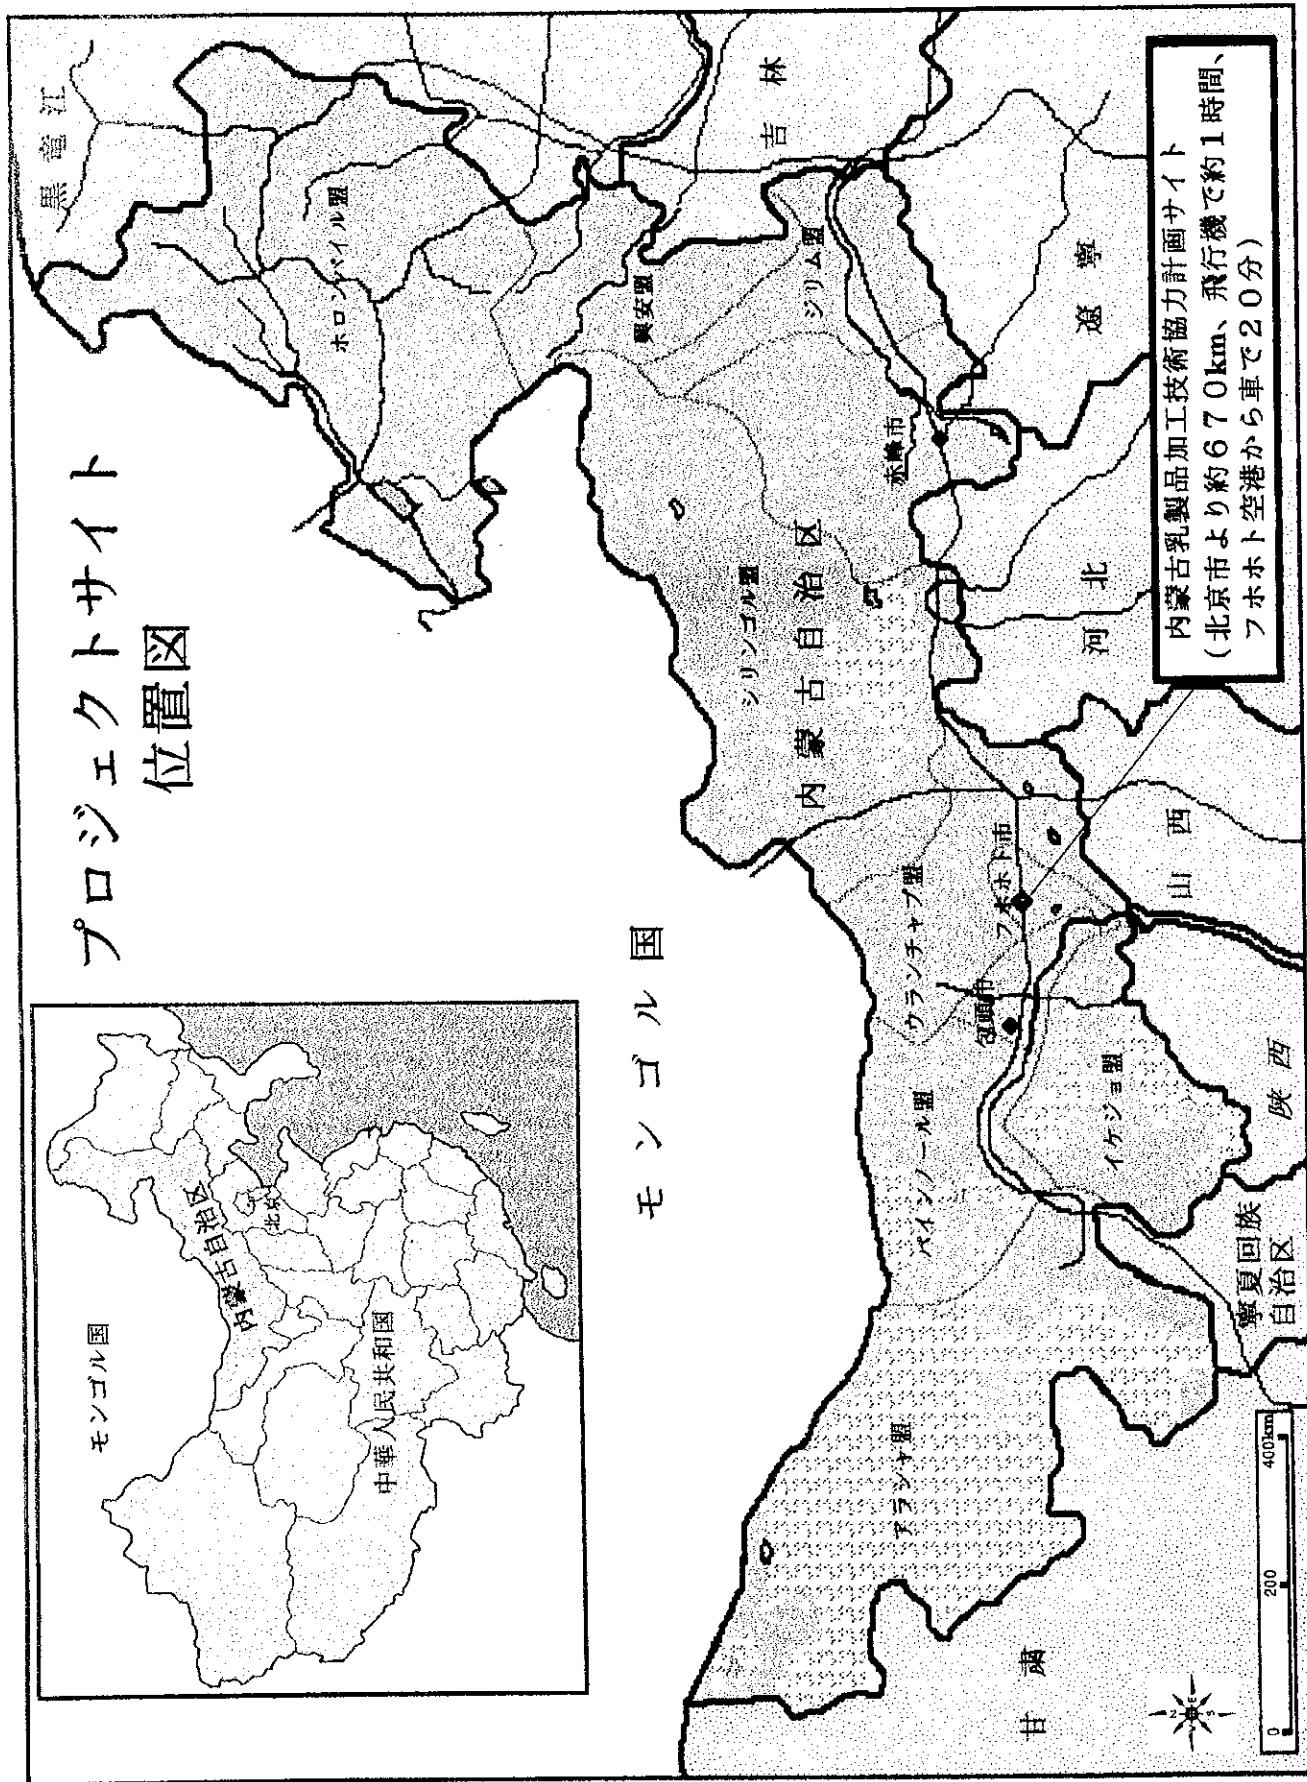 プロジェクトサイト
位置図
モンゴル国
内蒙古自治区
北京
中華人民共和国
モンゴル国
黒竜江
ホロンバイル盟
興安盟
吉林
シリム盟
シリンゴル盟
内蒙古自治区
赤峰市
遼寧
河北
ウランチャブ盟
フホホト市
包頭市
山西
バインノール盟
イケジョ盟
陝西
アラシャ盟
寧夏回族
自治区
甘粛
内蒙古乳製品加工技術協力計画サイト
(北京市より約670km、飛行機で約1時間、
フホホト空港から車で20分)
N
E
S
0 200 400km